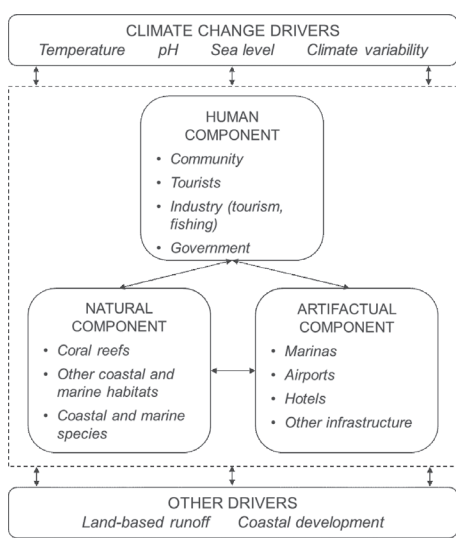 CLIMATE CHANGE DRIVERS
Temperature pH Sea level Climate variability
HUMAN
COMPONENT
• Community
• Tourists
• Industry (tourism,
fishing)
• Government
NATURAL
COMPONENT
• Coral reefs
• Other coastal and
marine habitats
• Coastal and marine
species
ARTIFACTUAL
COMPONENT
• Marinas
• Airports
• Hotels
• Other infrastructure
OTHER DRIVERS
Land-based runoff Coastal development